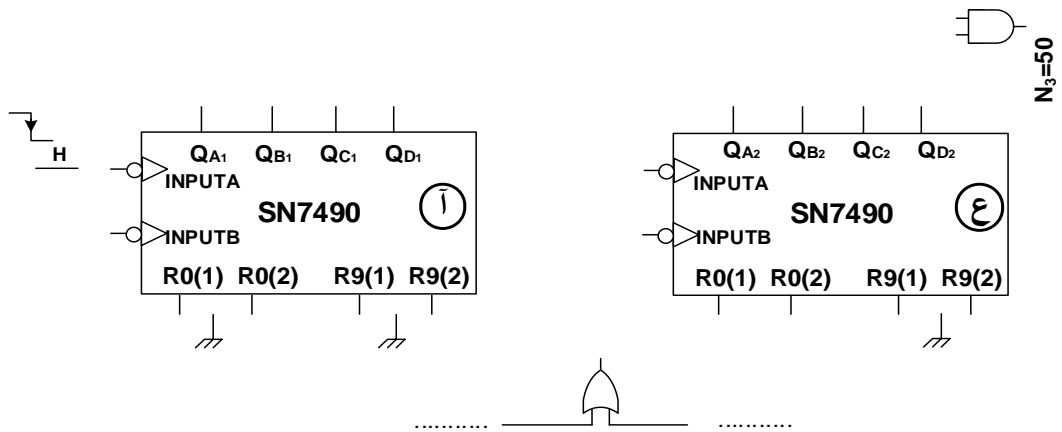 N₃=50
H
QA1 QB1 QC1 QD1
INPUTA
SN7490
آ
INPUTB
R0(1) R0(2) R9(1) R9(2)
QA2 QB2 QC2 QD2
INPUTA
SN7490
ع
INPUTB
R0(1) R0(2) R9(1) R9(2)
........... ...........